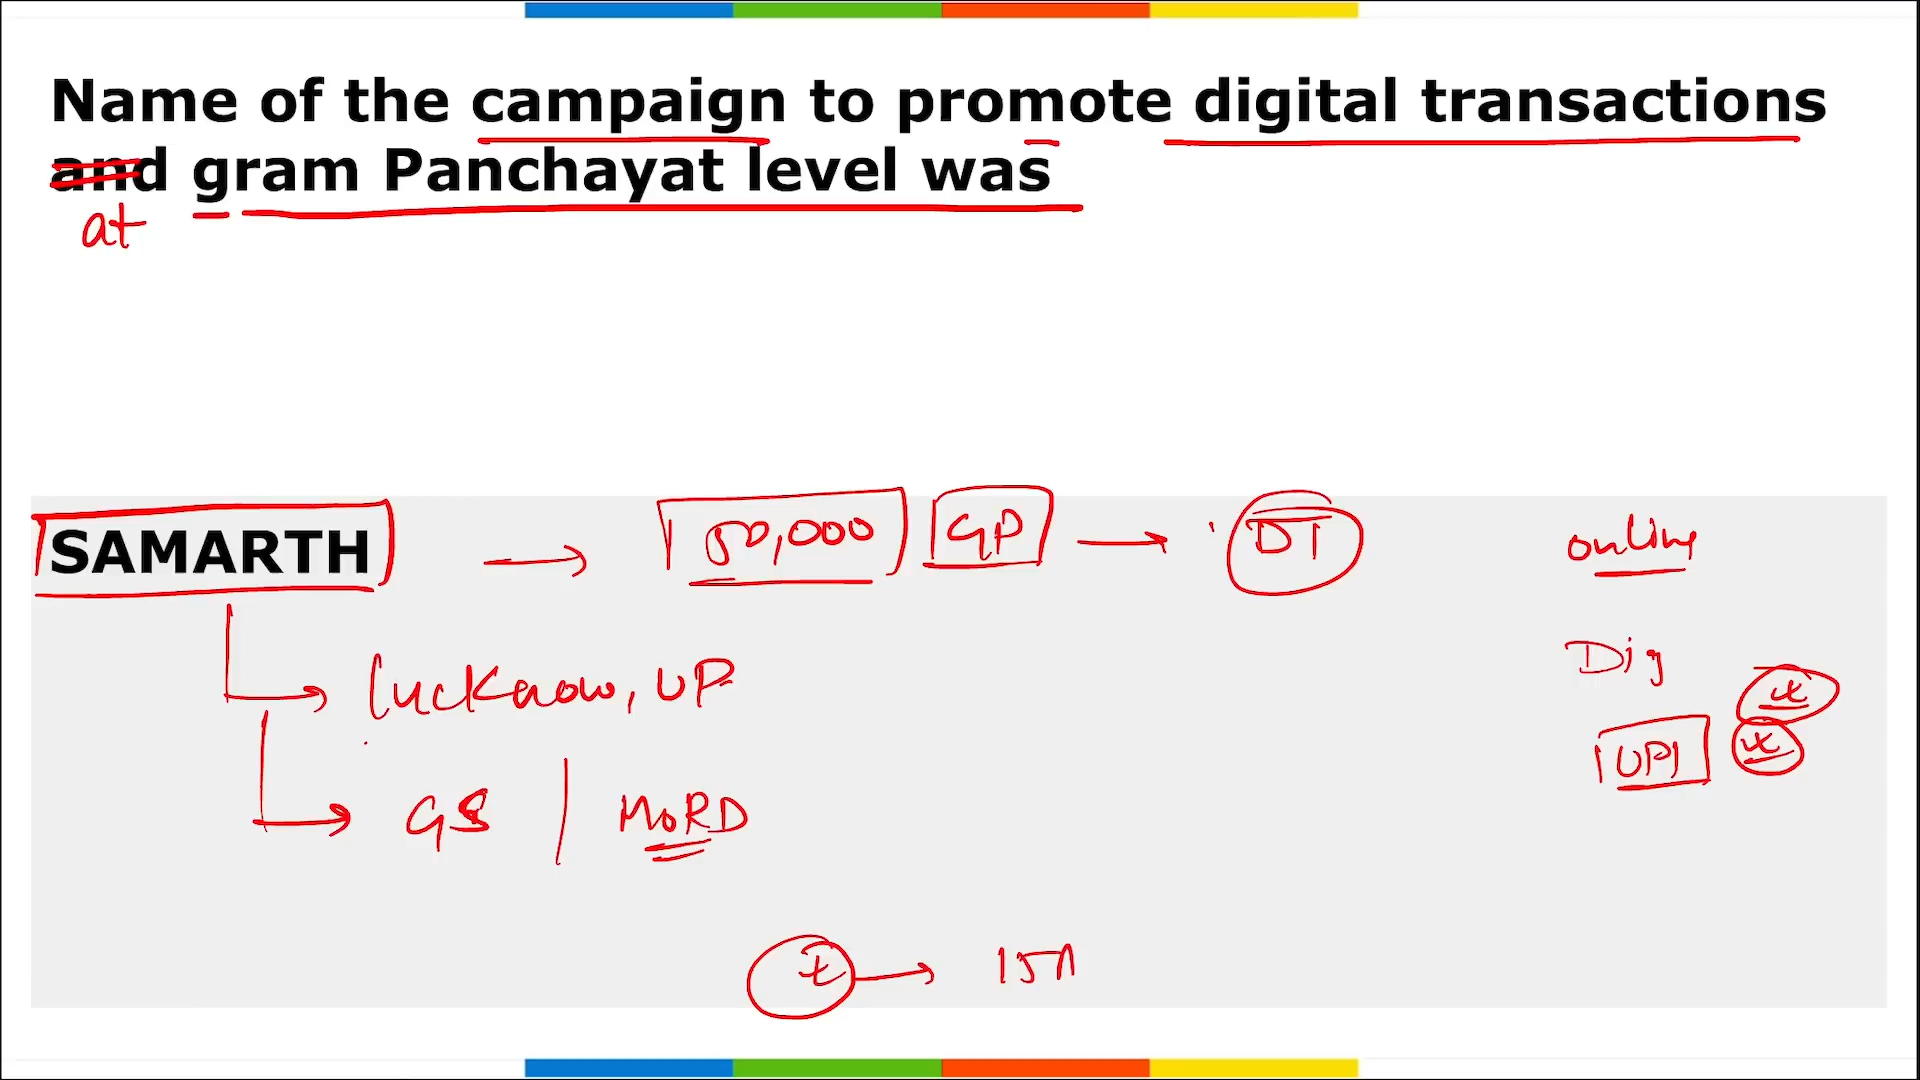 Name of the campaign to promote digital transactions
and gram Panchayat level was
at
SAMARTH → 50,000 GP → DT online
Lucknow, UP Dig
UPI
GS | MoRD